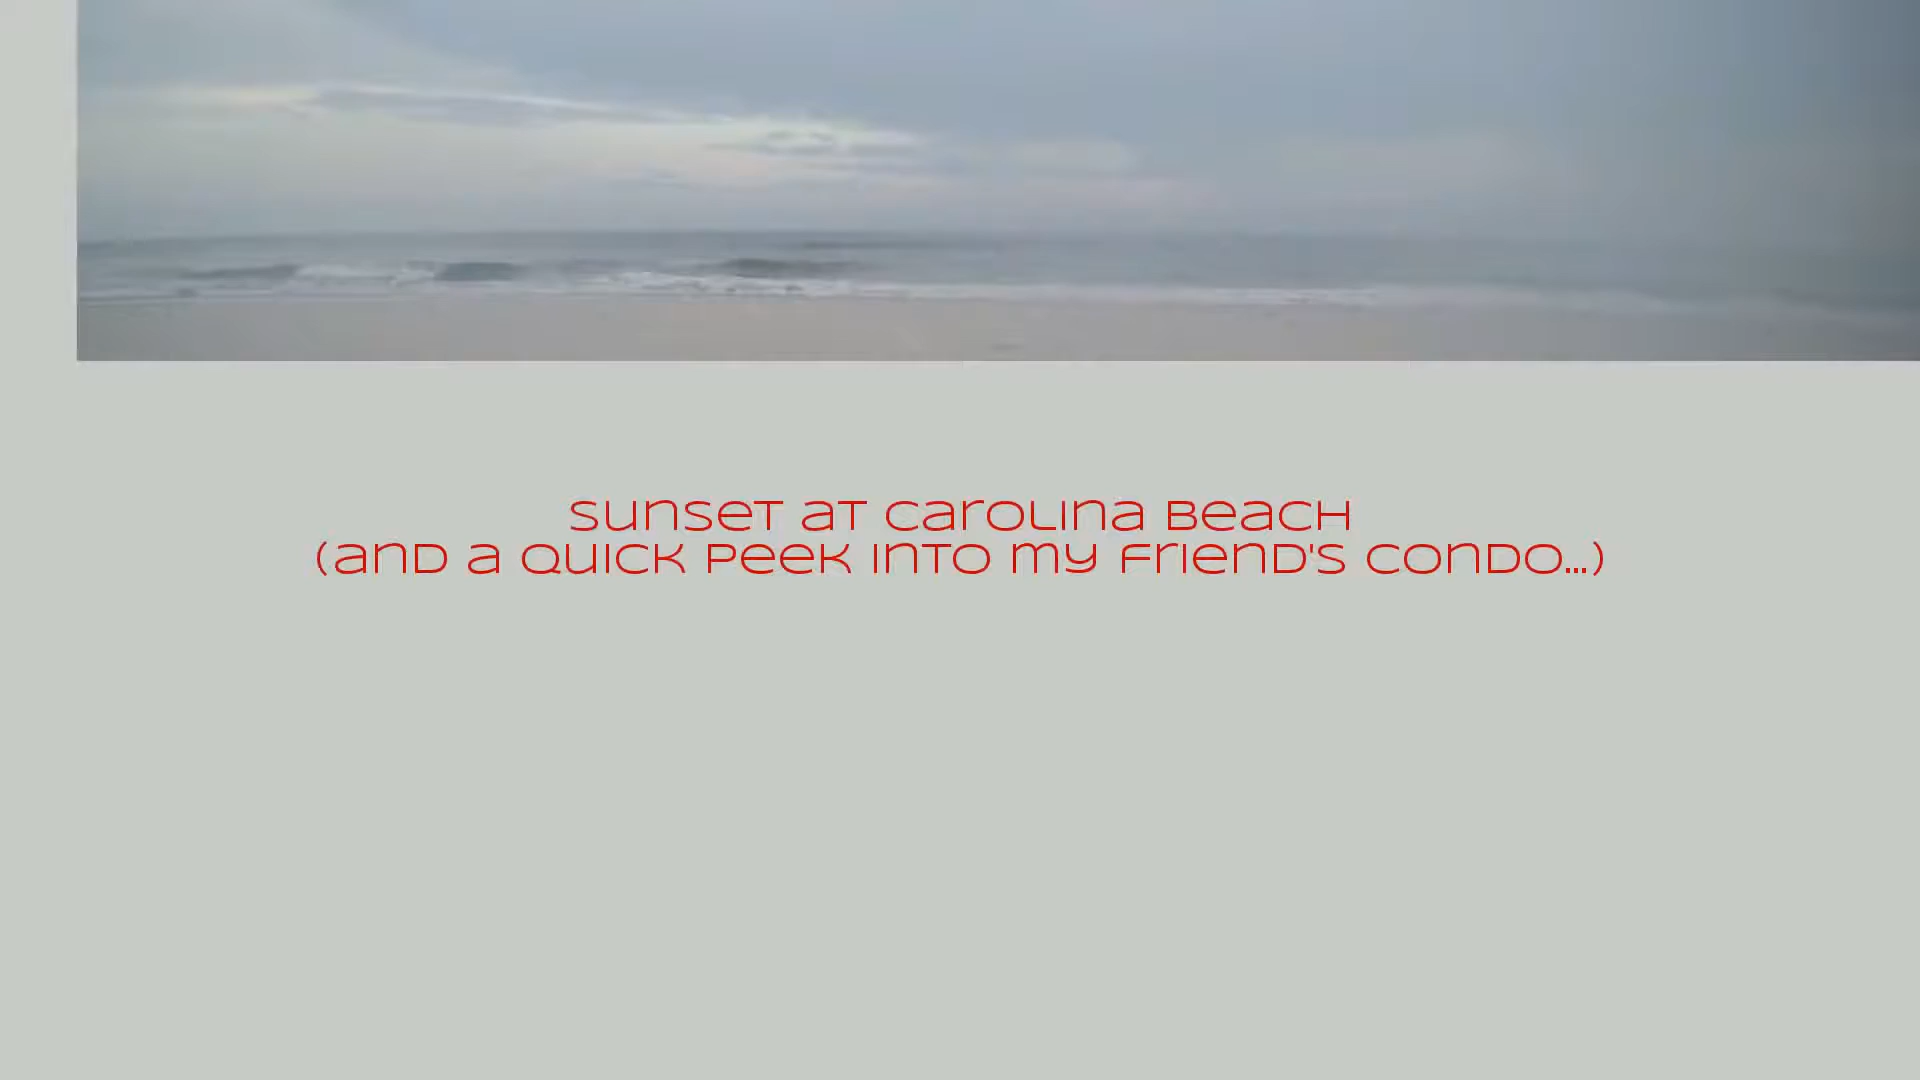 sunset at carolina beach
(and a quick peek into my friend's condo...)